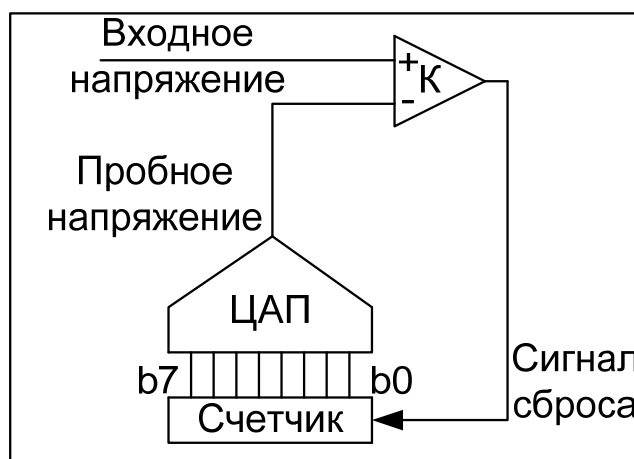 Входное
напряжение
+
К
-
Пробное
напряжение
ЦАП
b7
b0
Счетчик
Сигнал
сброса